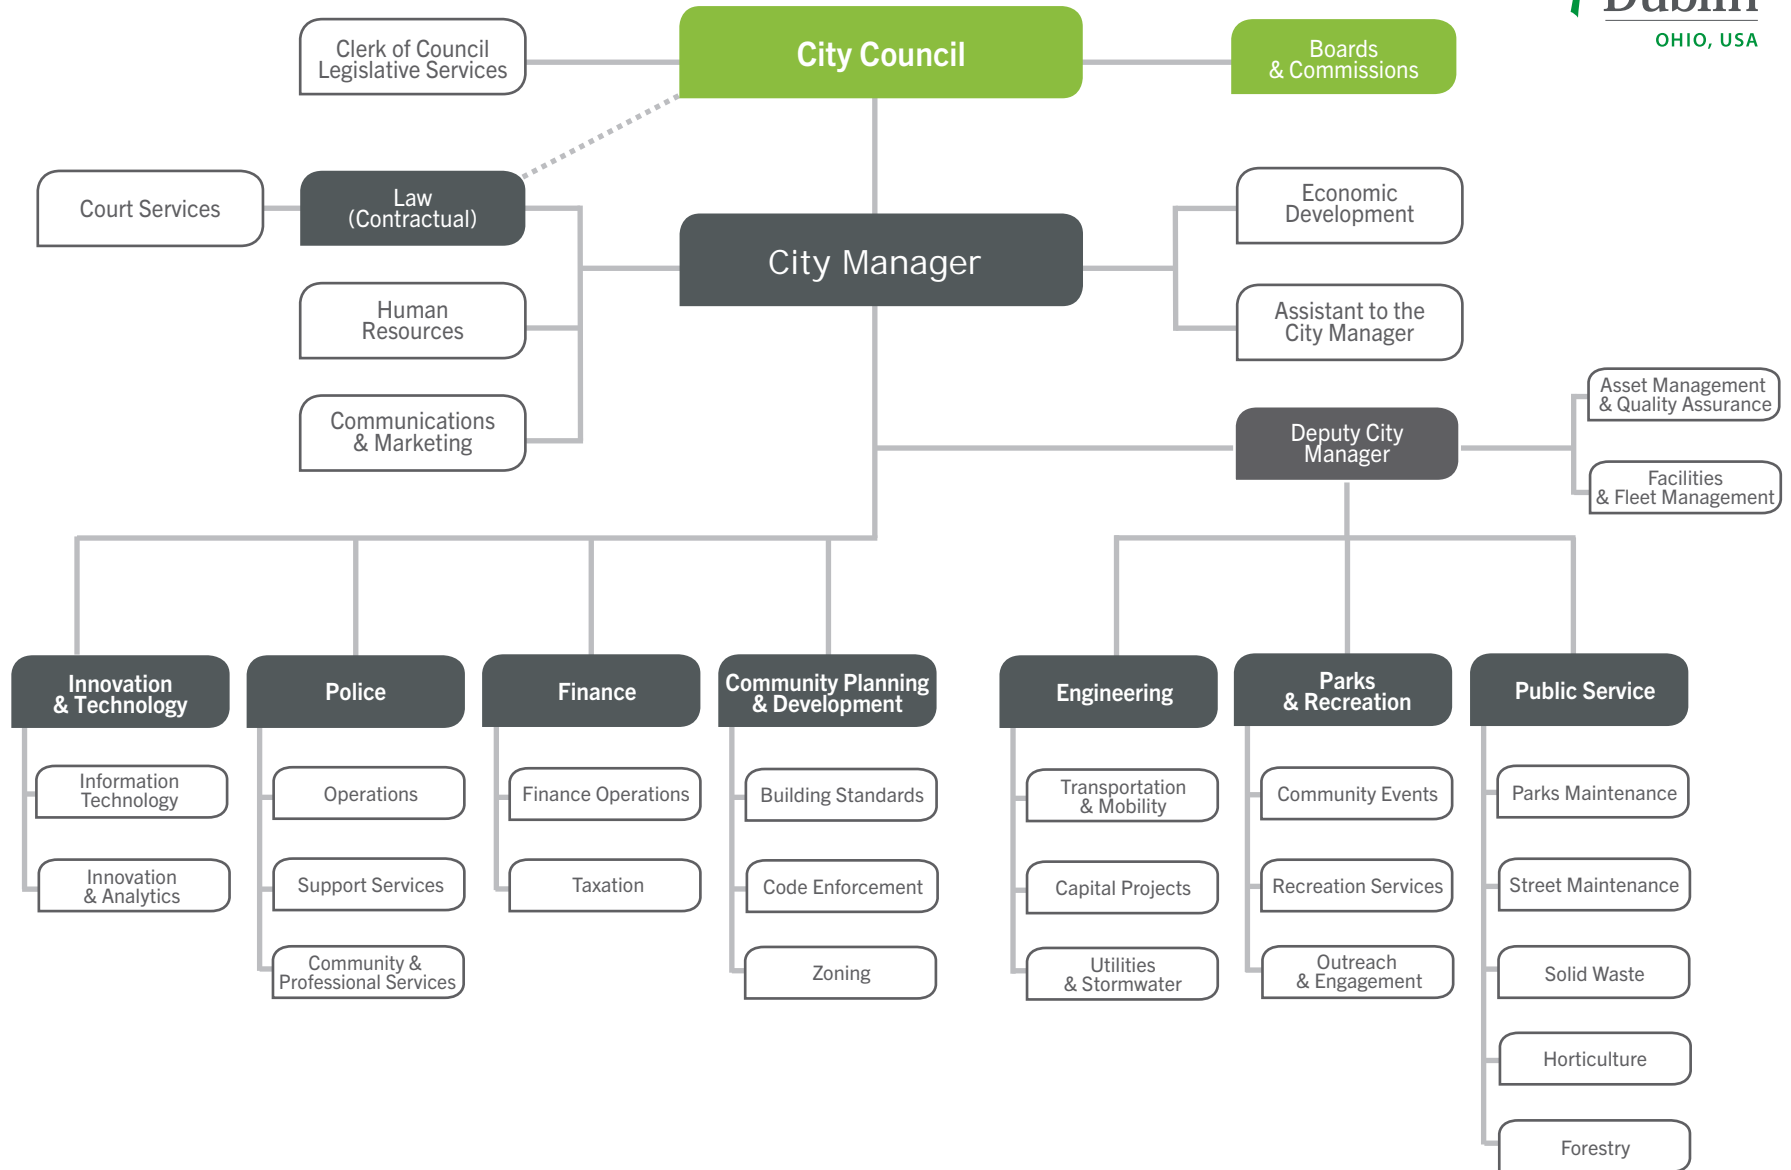 Dublin
OHIO, USA
Clerk of Council
Legislative Services
City Council
Boards
& Commissions
Court Services
Law
(Contractual)
City Manager
Economic
Development
Human
Resources
Assistant to the
City Manager
Communications
& Marketing
Deputy City
Manager
Asset Management
& Quality Assurance
Facilities
& Fleet Management
Innovation
& Technology
Information
Technology
Innovation
& Analytics
Police
Operations
Support Services
Community &
Professional Services
Finance
Finance Operations
Taxation
Community Planning
& Development
Building Standards
Code Enforcement
Zoning
Engineering
Transportation
& Mobility
Capital Projects
Utilities
& Stormwater
Parks
& Recreation
Community Events
Recreation Services
Outreach
& Engagement
Public Service
Parks Maintenance
Street Maintenance
Solid Waste
Horticulture
Forestry